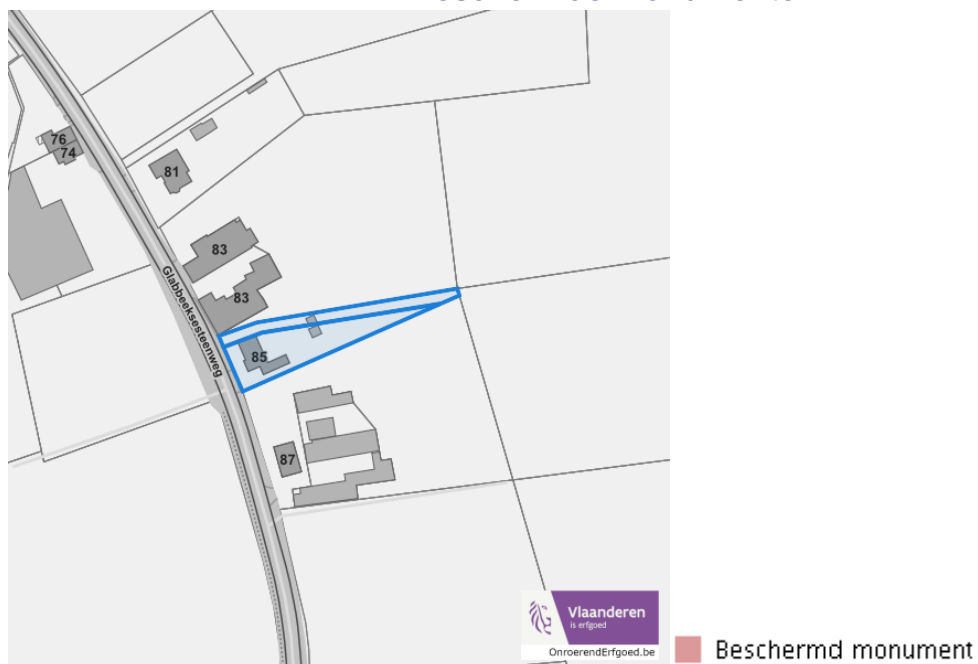 76
74
81
83
83
Glabbeeksesteenweg
85
87
Vlaanderen
is erfgoed
OnroerendErfgoed.be
Beschermd monument